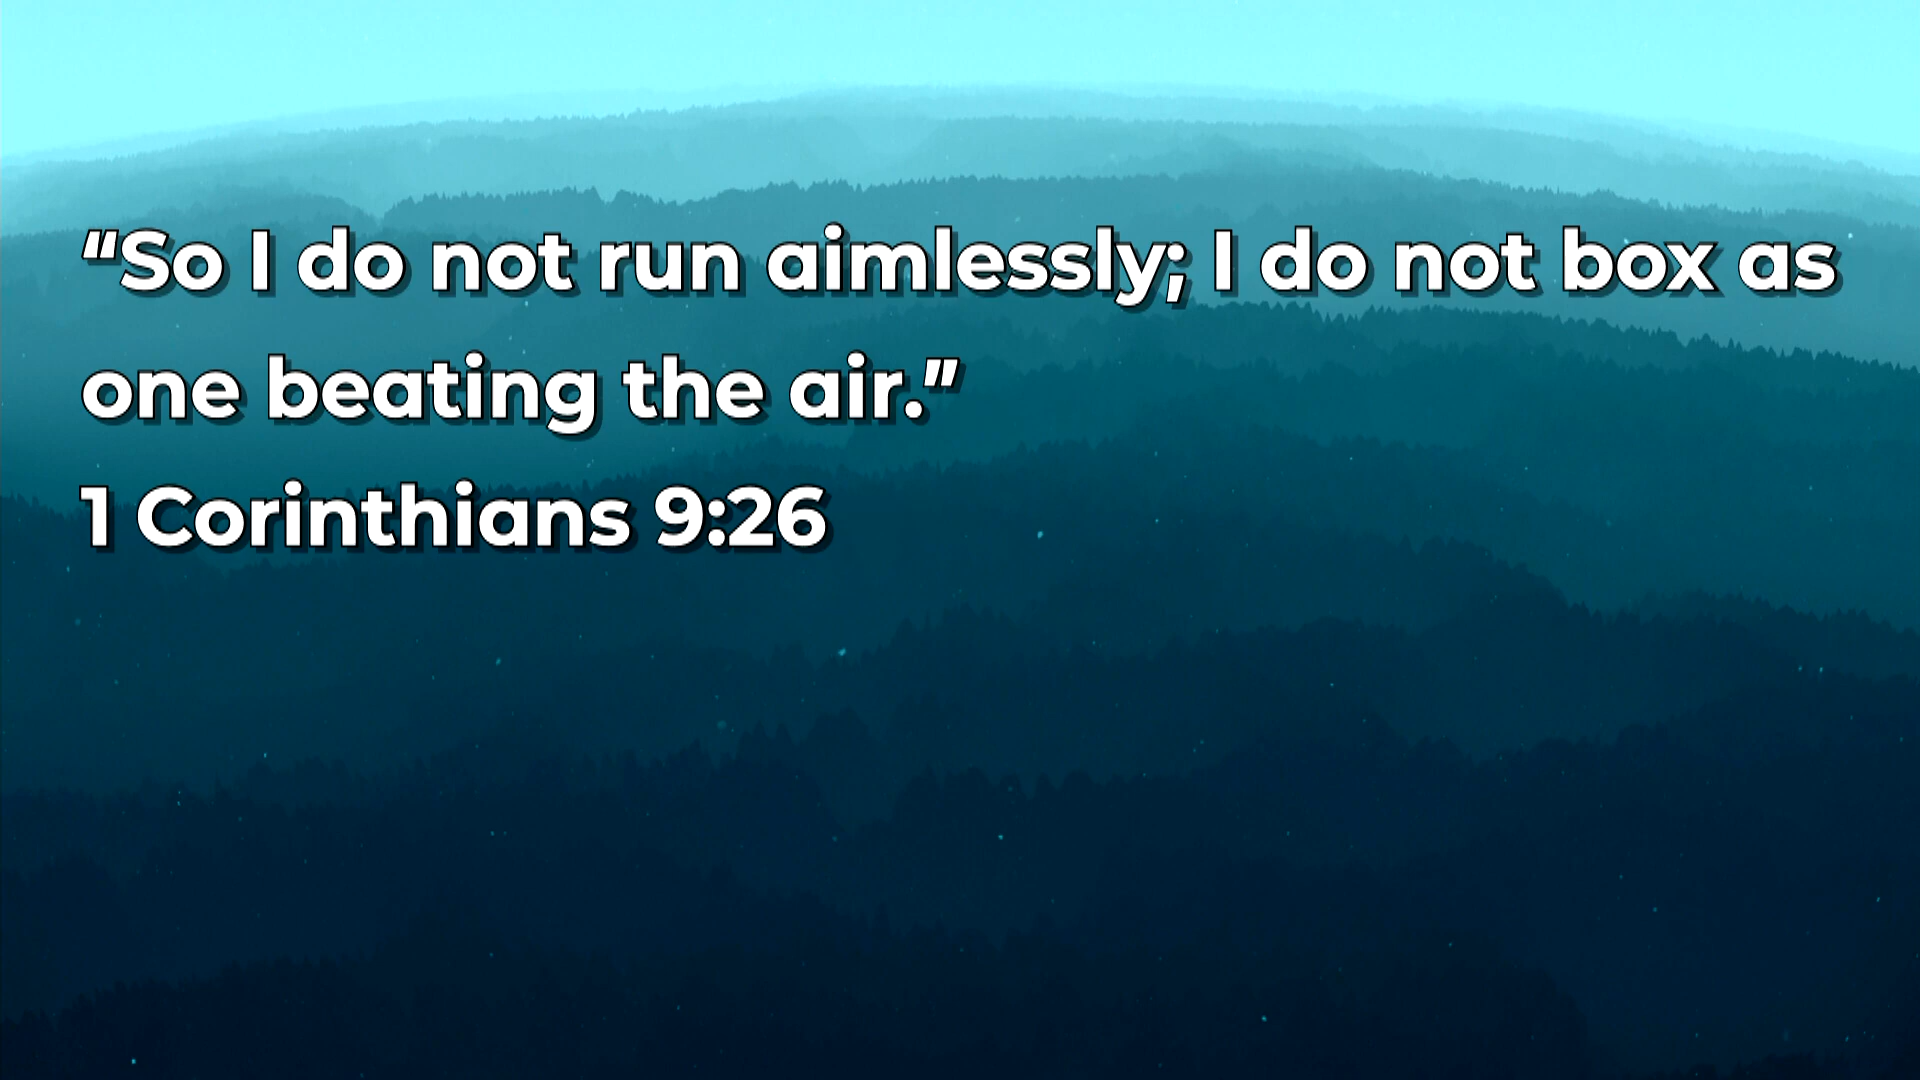 “So I do not run aimlessly; I do not box as
one beating the air.”
1 Corinthians 9:26